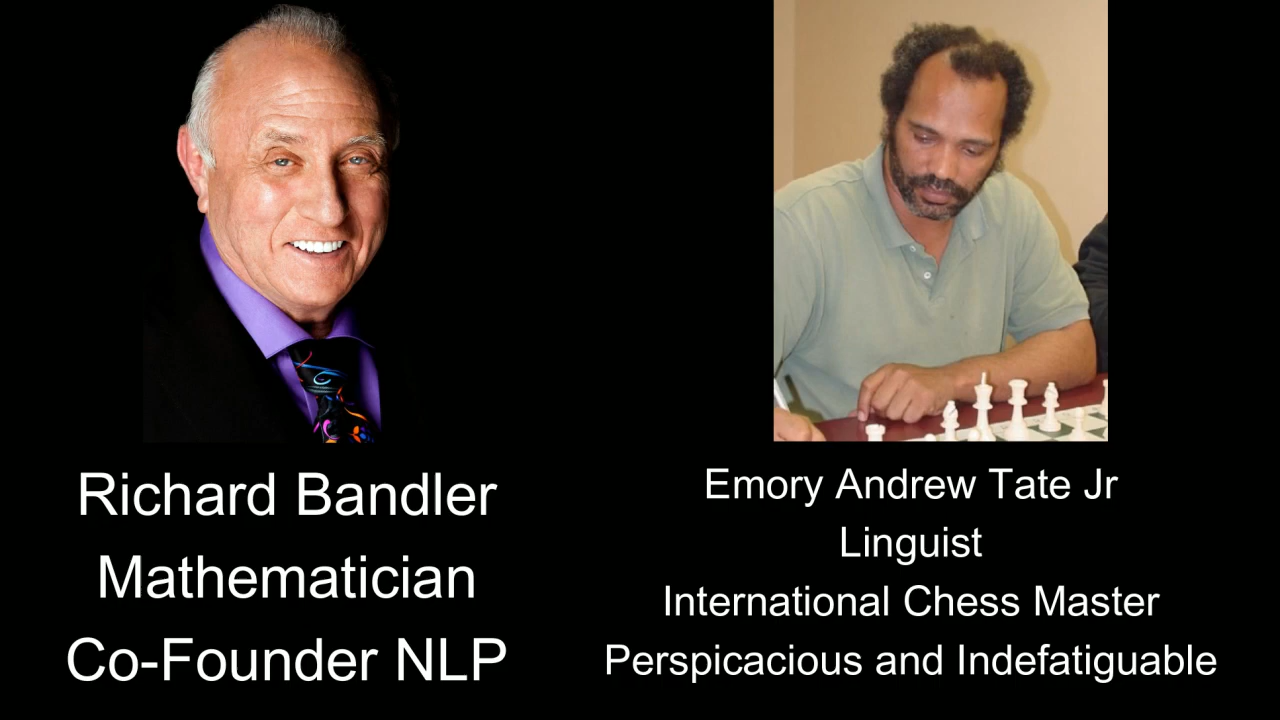 Richard Bandler
Mathematician
Co-Founder NLP
Emory Andrew Tate Jr
Linguist
International Chess Master
Perspicacious and Indefatiguable